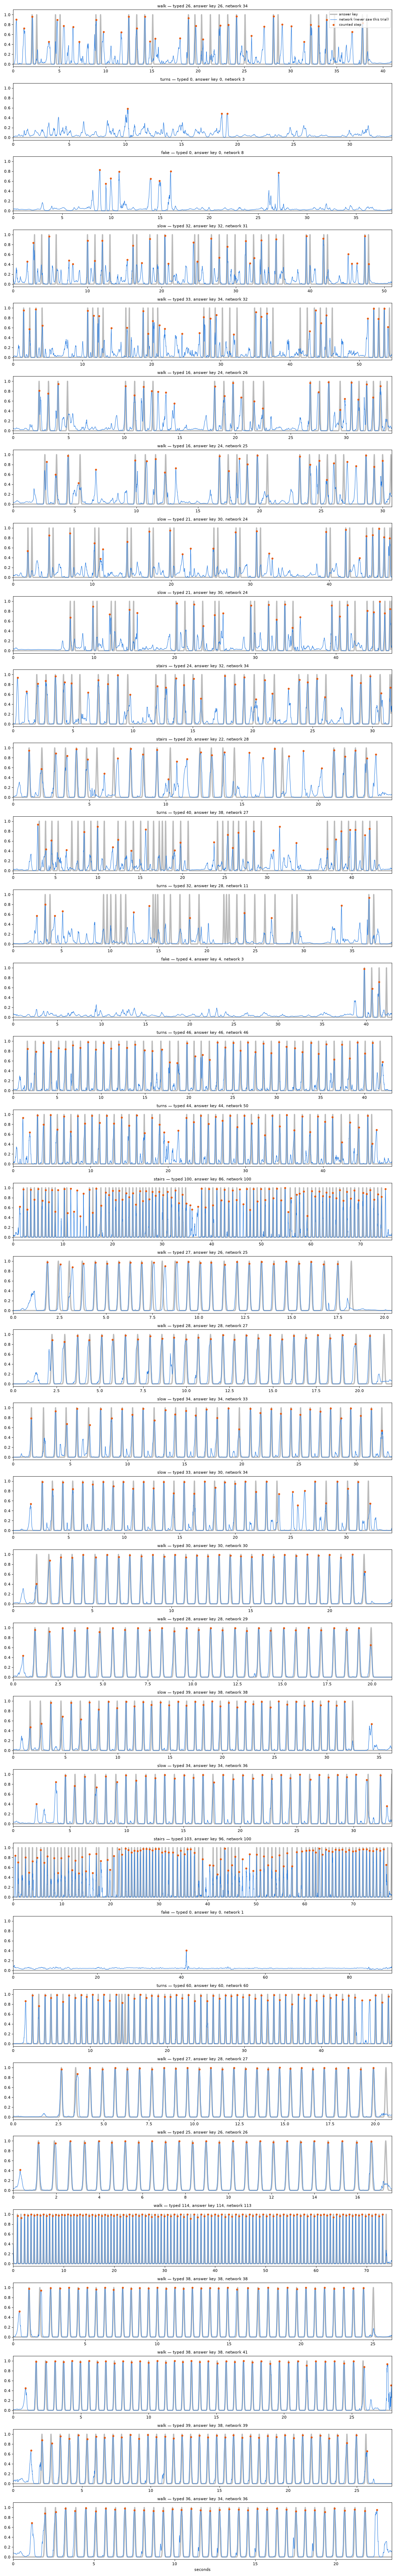 walk — typed 26, answer key 26, network 34
answer key
network (never saw this trial)
counted step
turns — typed 0, answer key 0, network 3
fake — typed 0, answer key 0, network 8
slow — typed 32, answer key 32, network 31
walk — typed 33, answer key 34, network 32
walk — typed 16, answer key 24, network 26
walk — typed 18, answer key 24, network 25
slow — typed 21, answer key 30, network 24
slow — typed 21, answer key 30, network 24
stairs — typed 24, answer key 32, network 34
stairs — typed 20, answer key 22, network 28
turns — typed 40, answer key 38, network 27
turns — typed 32, answer key 28, network 11
fake — typed 4, answer key 4, network 3
turns — typed 46, answer key 46, network 46
turns — typed 44, answer key 44, network 50
stairs — typed 100, answer key 86, network 100
walk — typed 27, answer key 26, network 25
walk — typed 28, answer key 28, network 27
slow — typed 34, answer key 34, network 33
slow — typed 33, answer key 30, network 34
walk — typed 30, answer key 30, network 30
walk — typed 28, answer key 28, network 29
slow — typed 39, answer key 38, network 38
slow — typed 34, answer key 34, network 36
stairs — typed 103, answer key 96, network 100
fake — typed 0, answer key 0, network 1
turns — typed 60, answer key 60, network 60
walk — typed 27, answer key 28, network 27
walk — typed 25, answer key 26, network 26
walk — typed 114, answer key 114, network 113
walk — typed 38, answer key 38, network 38
walk — typed 38, answer key 38, network 41
walk — typed 39, answer key 38, network 39
walk — typed 36, answer key 34, network 36
seconds